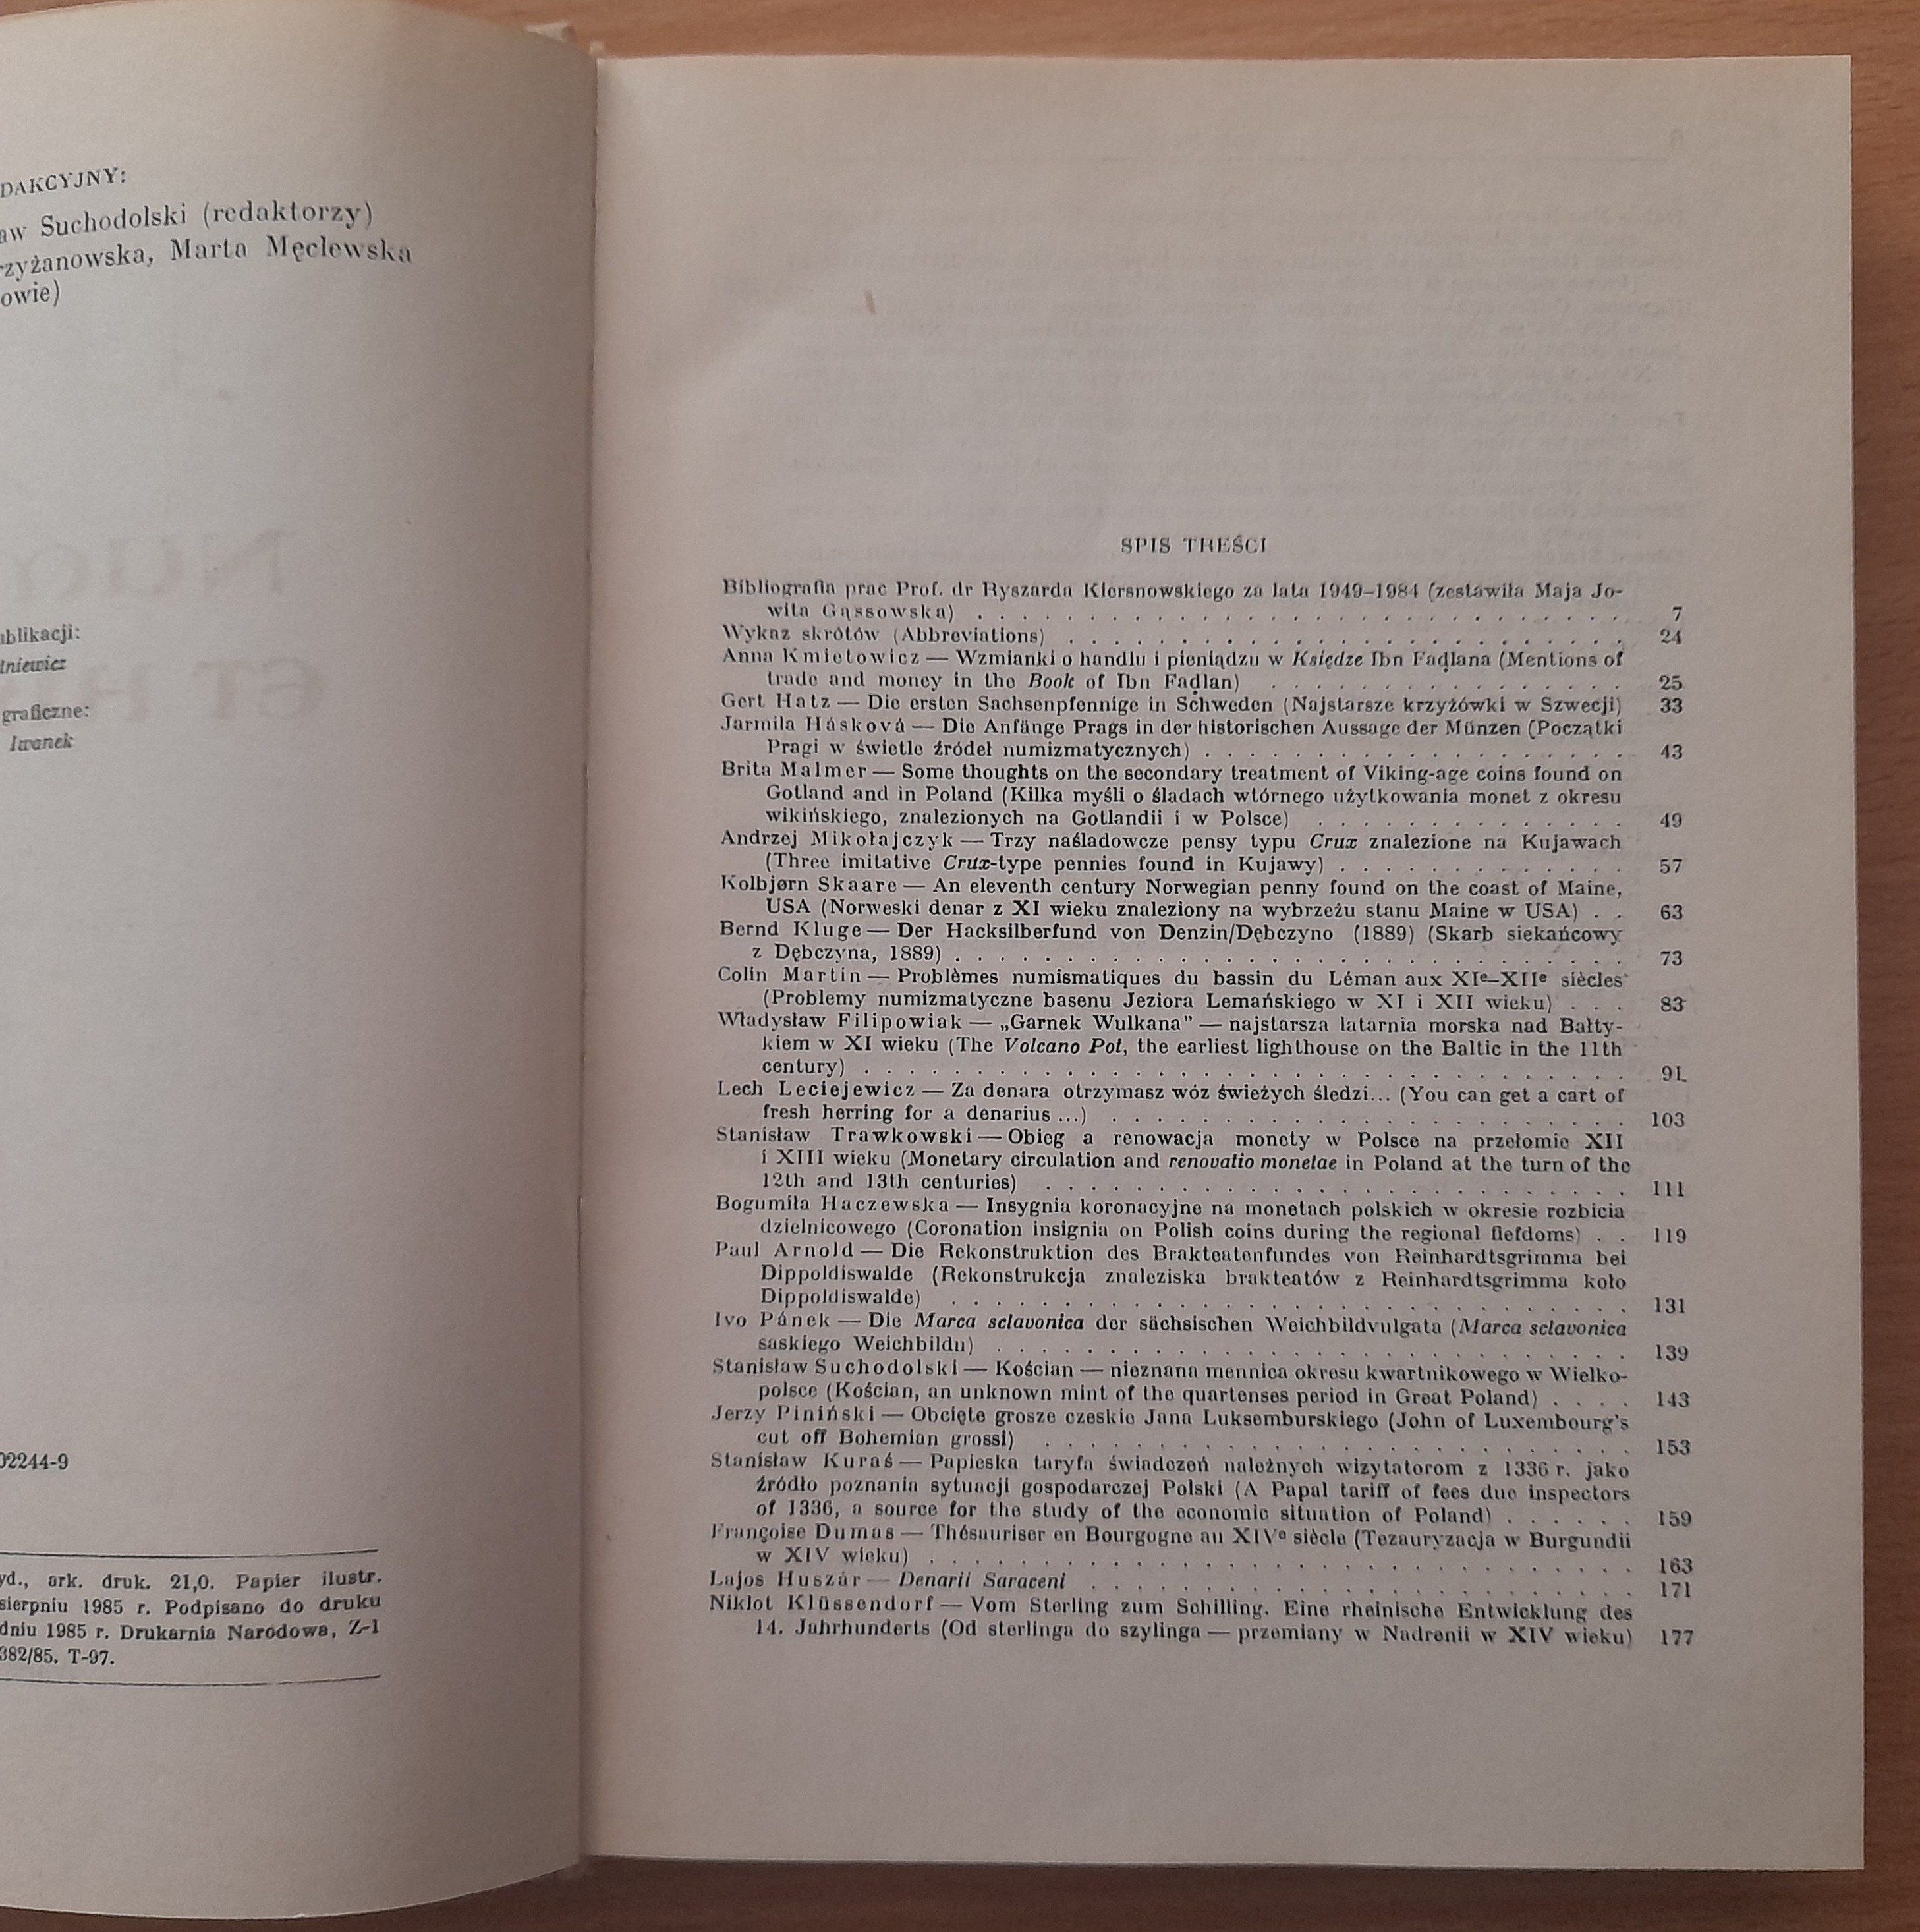 DAKCYJNY:
aw Suchodolski (redaktorzy)
rzyżanowska, Marta Męclewska
owie)
ublikacji:
tniewicz
graficzne:
Iwanek
02244-9
yd., ark. druk. 21,0. Papier ilustr.
sierpniu 1985 r. Podpisano do druku
dniu 1985 r. Drukarnia Narodowa, Z-1
382/85. T-97.
SPIS TREŚCI
Bibliografia prac Prof. dr Ryszarda Kiersnowskiego za lata 1949–1984 (zestawiła Maja Jo-
wita Gąssowska) . . . 7
Wykaz skrótów (Abbreviations) . . . 24
Anna Kmietowicz — Wzmianki o handlu i pieniądzu w Księdze Ibn Faḍlana (Mentions of
trade and money in the Book of Ibn Faḍlan) . . . 25
Gert Hatz — Die ersten Sachsenpfennige in Schweden (Najstarsze krzyżówki w Szwecji) 33
Jarmila Hásková — Die Anfänge Prags in der historischen Aussage der Münzen (Początki
Pragi w świetle źródeł numizmatycznych) . . . 43
Brita Malmer — Some thoughts on the secondary treatment of Viking-age coins found on
Gotland and in Poland (Kilka myśli o śladach wtórnego użytkowania monet z okresu
wikińskiego, znalezionych na Gotlandii i w Polsce) . . . 49
Andrzej Mikołajczyk — Trzy naśladowcze pensy typu Crux znalezione na Kujawach
(Three imitative Crux-type pennies found in Kujawy) . . . 57
Kolbjørn Skaare — An eleventh century Norwegian penny found on the coast of Maine,
USA (Norweski denar z XI wieku znaleziony na wybrzeżu stanu Maine w USA) . . 63
Bernd Kluge — Der Hacksilberfund von Denzin/Dębczyno (1889) (Skarb siekańcowy
z Dębczyna, 1889) . . . 73
Colin Martin — Problèmes numismatiques du bassin du Léman aux XIe–XIIe siècles
(Problemy numizmatyczne basenu Jeziora Lemańskiego w XI i XII wieku) . . . 83
Władysław Filipowiak — „Garnek Wulkana” — najstarsza latarnia morska nad Bałty-
kiem w XI wieku (The Volcano Pot, the earliest lighthouse on the Baltic in the 11th
century) . . . 91
Lech Leciejewicz — Za denara otrzymasz wóz świeżych śledzi... (You can get a cart of
fresh herring for a denarius ...) . . . 103
Stanisław Trawkowski — Obieg a renowacja monety w Polsce na przełomie XII
i XIII wieku (Monetary circulation and renovatio monetae in Poland at the turn of the
12th and 13th centuries) . . . 111
Bogumiła Haczewska — Insygnia koronacyjne na monetach polskich w okresie rozbicia
dzielnicowego (Coronation insignia on Polish coins during the regional fiefdoms) . . 119
Paul Arnold — Die Rekonstruktion des Brakteatenfundes von Reinhardtsgrimma bei
Dippoldiswalde (Rekonstrukcja znaleziska brakteatów z Reinhardtsgrimma koło
Dippoldiswalde) . . . 131
Ivo Pánek — Die Marca sclavonica der sächsischen Weichbildvulgata (Marca sclavonica
saskiego Weichbildu) . . . 139
Stanisław Suchodolski — Kościan — nieznana mennica okresu kwartnikowego w Wielko-
polsce (Kościan, an unknown mint of the quartenses period in Great Poland) . . . . 143
Jerzy Piniński — Obcięte grosze czeskie Jana Luksemburskiego (John of Luxembourg's
cut off Bohemian grossi) . . . 153
Stanisław Kuraś — Papieska taryfa świadczeń należnych wizytatorom z 1336 r. jako
źródło poznania sytuacji gospodarczej Polski (A Papal tariff of fees due inspectors
of 1336, a source for the study of the economic situation of Poland) . . . 159
Françoise Dumas — Thésauriser en Bourgogne au XIVe siècle (Tezauryzacja w Burgundii
w XIV wieku) . . . 163
Lajos Huszár — Denarii Saraceni . . . 171
Niklot Klüssendorf — Vom Sterling zum Schilling. Eine rheinische Entwicklung des
14. Jahrhunderts (Od sterlinga do szylinga — przemiany w Nadrenii w XIV wieku) 177